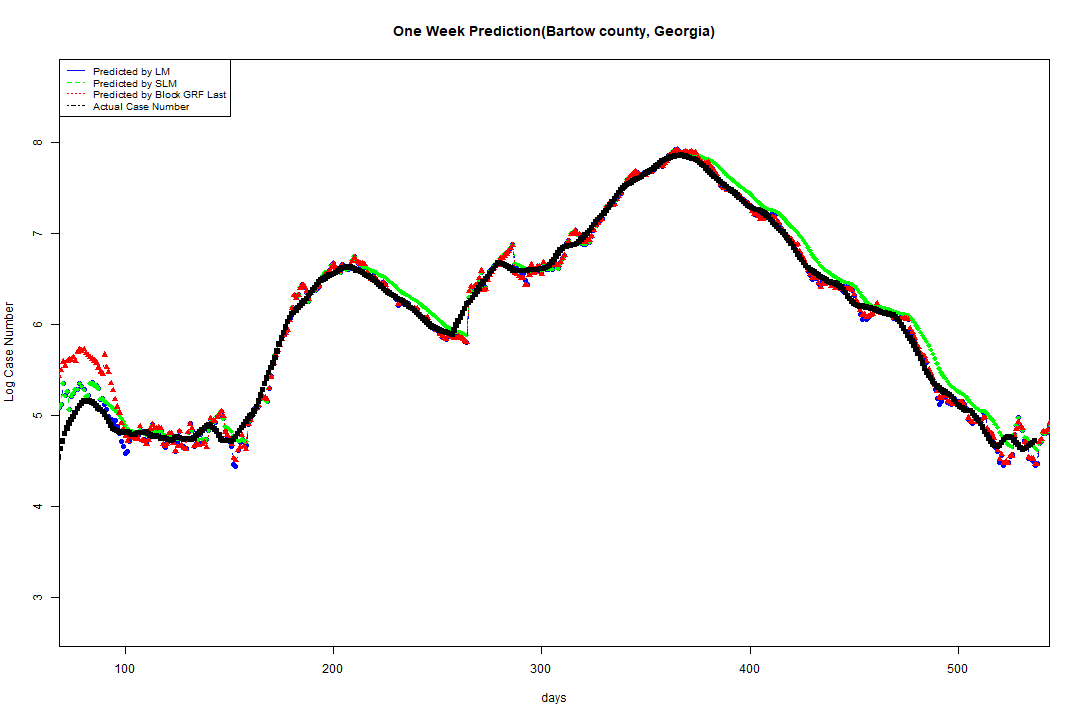 One Week Prediction(Bartow county, Georgia)
Predicted by LM
Predicted by SLM
Predicted by Block GRF Last
Actual Case Number
Log Case Number
8
7
6
5
4
3
100 200 300 400 500
days